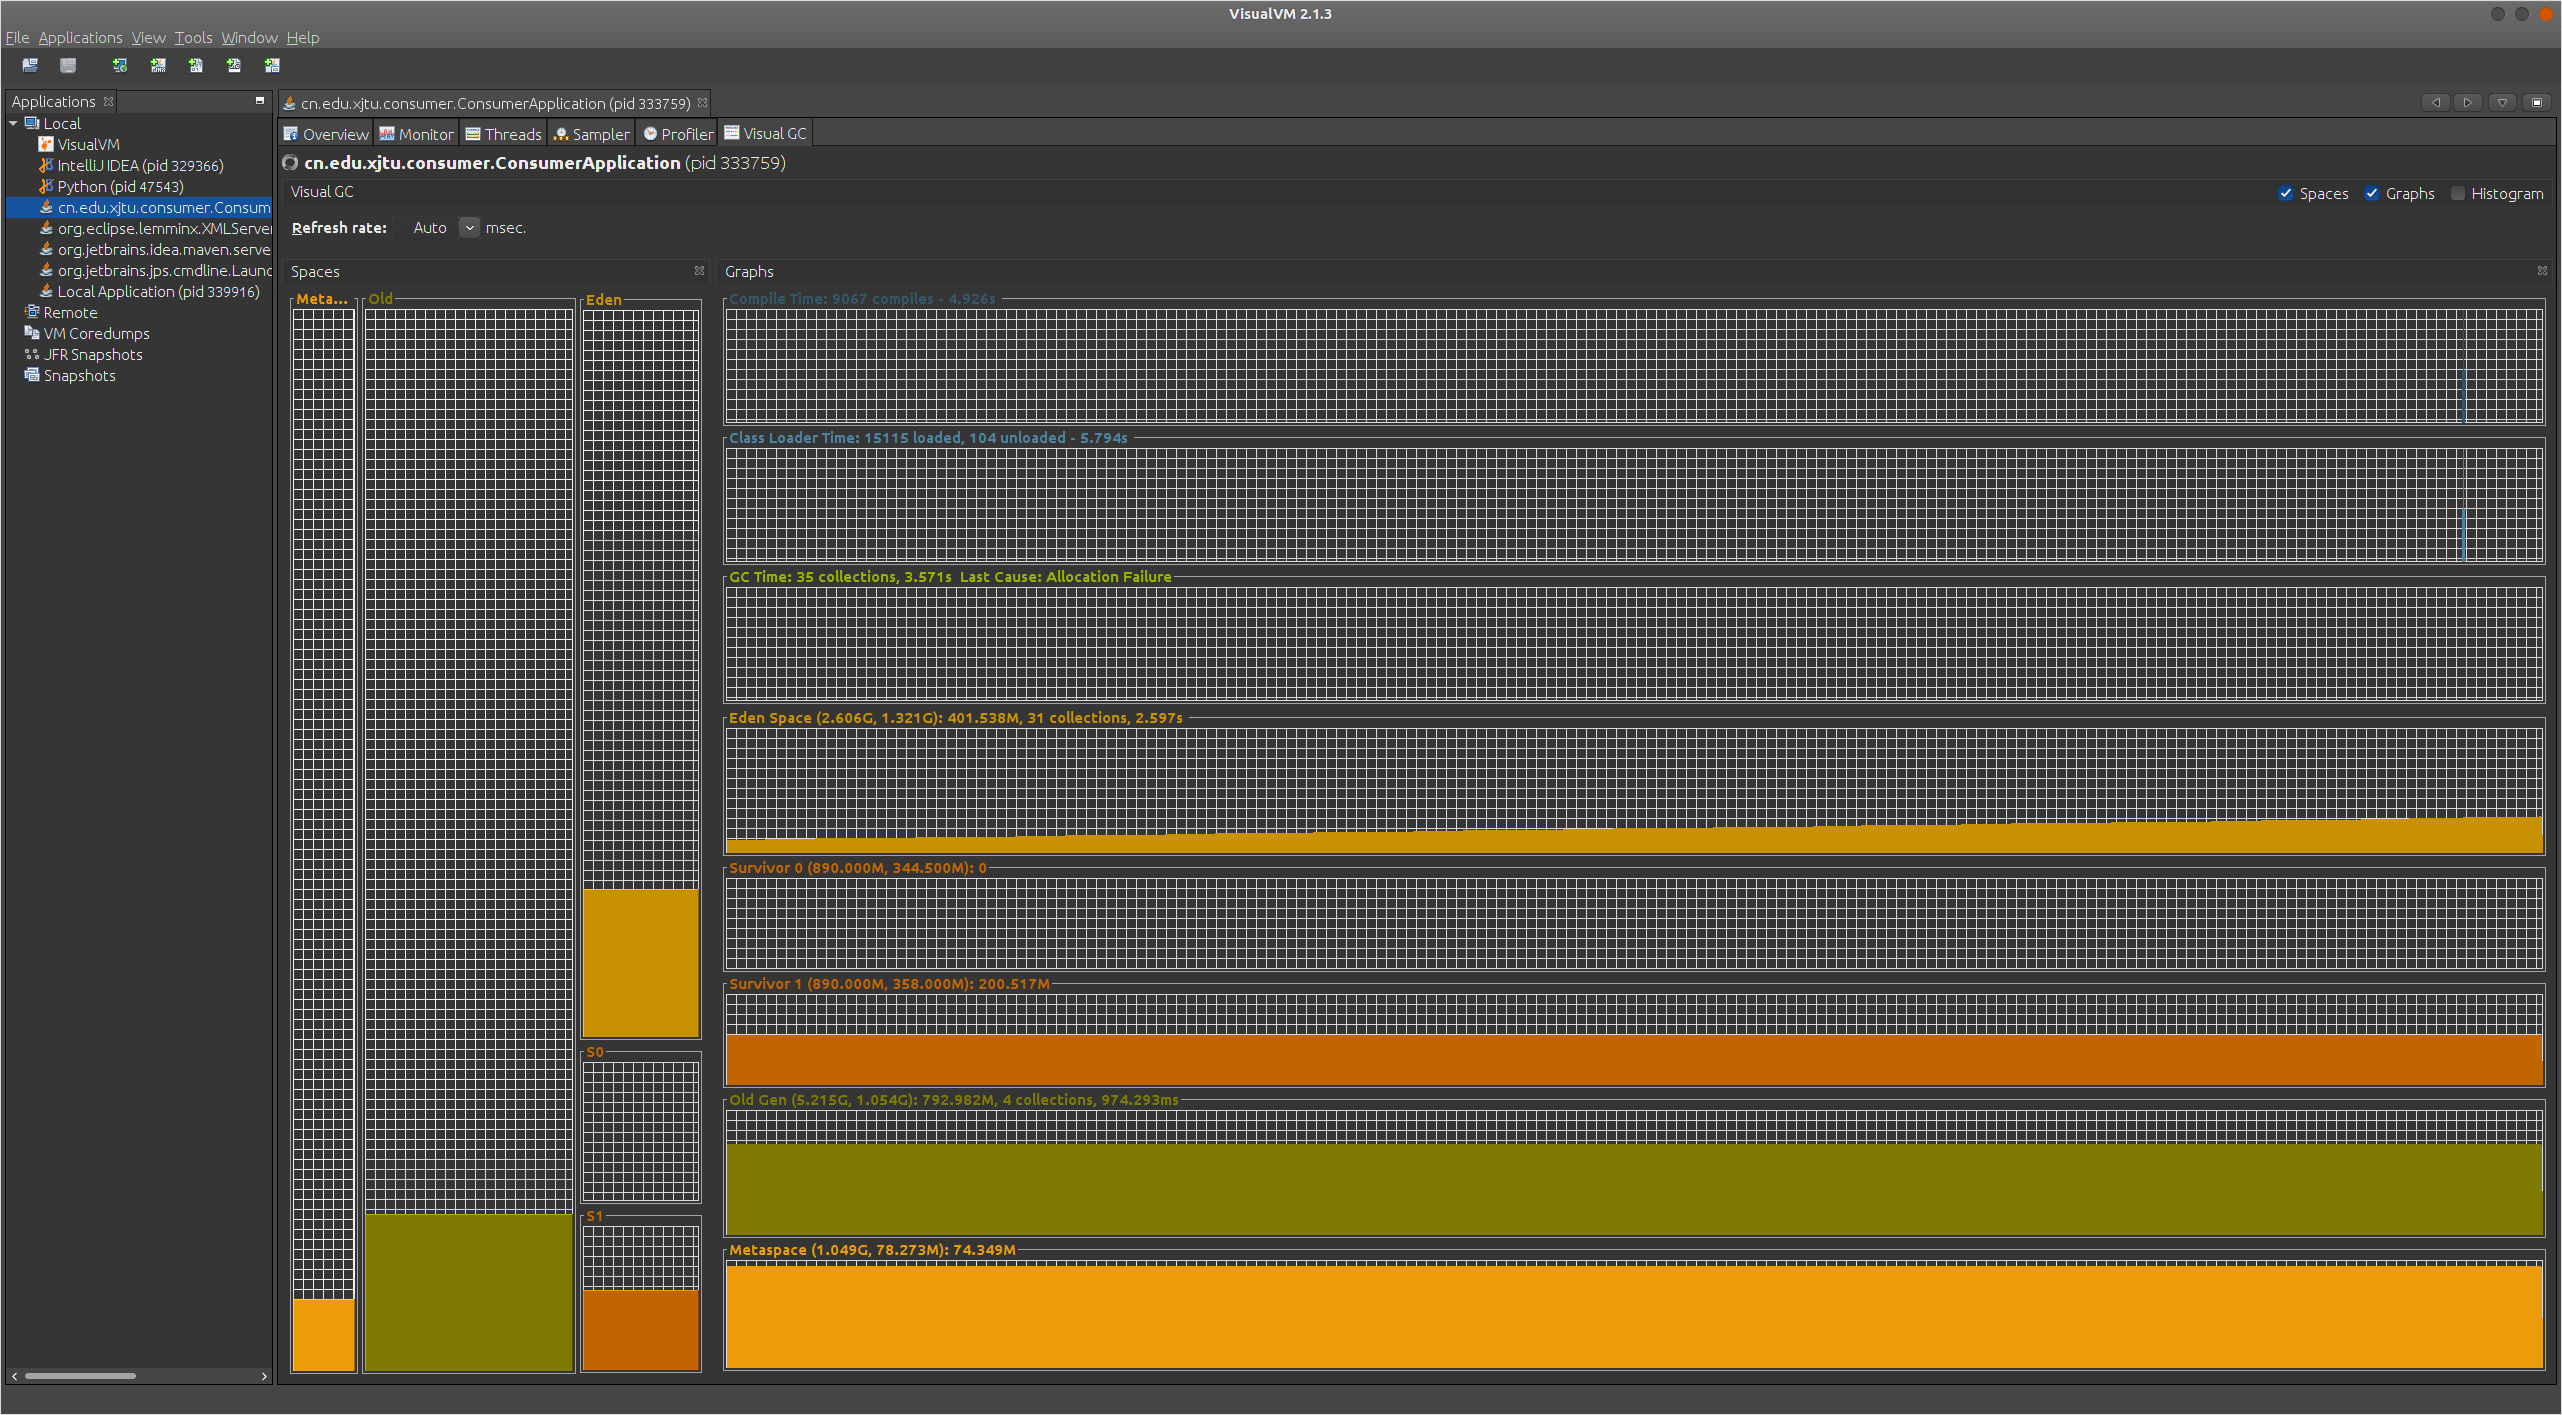 VisualVM 2.1.3
File Applications View Tools Window Help
Applications
Local
VisualVM
IntelliJ IDEA (pid 329366)
Python (pid 47543)
cn.edu.xjtu.consumer.Consum
org.eclipse.lemminx.XMLServer
org.jetbrains.idea.maven.serve
org.jetbrains.jps.cmdline.Launc
Local Application (pid 339916)
Remote
VM Coredumps
JFR Snapshots
Snapshots
cn.edu.xjtu.consumer.ConsumerApplication (pid 333759)
Overview Monitor Threads Sampler Profiler Visual GC
cn.edu.xjtu.consumer.ConsumerApplication (pid 333759)
Visual GC
Spaces Graphs Histogram
Refresh rate: Auto msec.
Spaces
Meta...
Old
Eden
S0
S1
Graphs
Compile Time: 9067 compiles - 4.926s
Class Loader Time: 15115 loaded, 104 unloaded - 5.794s
GC Time: 35 collections, 3.571s Last Cause: Allocation Failure
Eden Space (2.606G, 1.321G): 401.538M, 31 collections, 2.597s
Survivor 0 (890.000M, 344.500M): 0
Survivor 1 (890.000M, 358.000M): 200.517M
Old Gen (5.215G, 1.054G): 792.982M, 4 collections, 974.293ms
Metaspace (1.049G, 78.273M): 74.349M